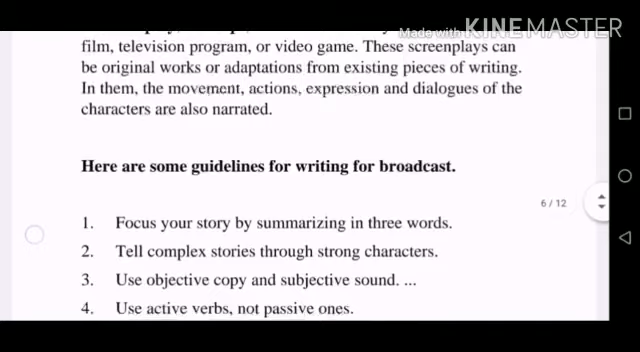 Made with KINEMASTER
film, television program, or video game. These screenplays can
be original works or adaptations from existing pieces of writing.
In them, the movement, actions, expression and dialogues of the
characters are also narrated.
Here are some guidelines for writing for broadcast.
6 / 12
1. Focus your story by summarizing in three words.
2. Tell complex stories through strong characters.
3. Use objective copy and subjective sound. ...
4. Use active verbs, not passive ones.